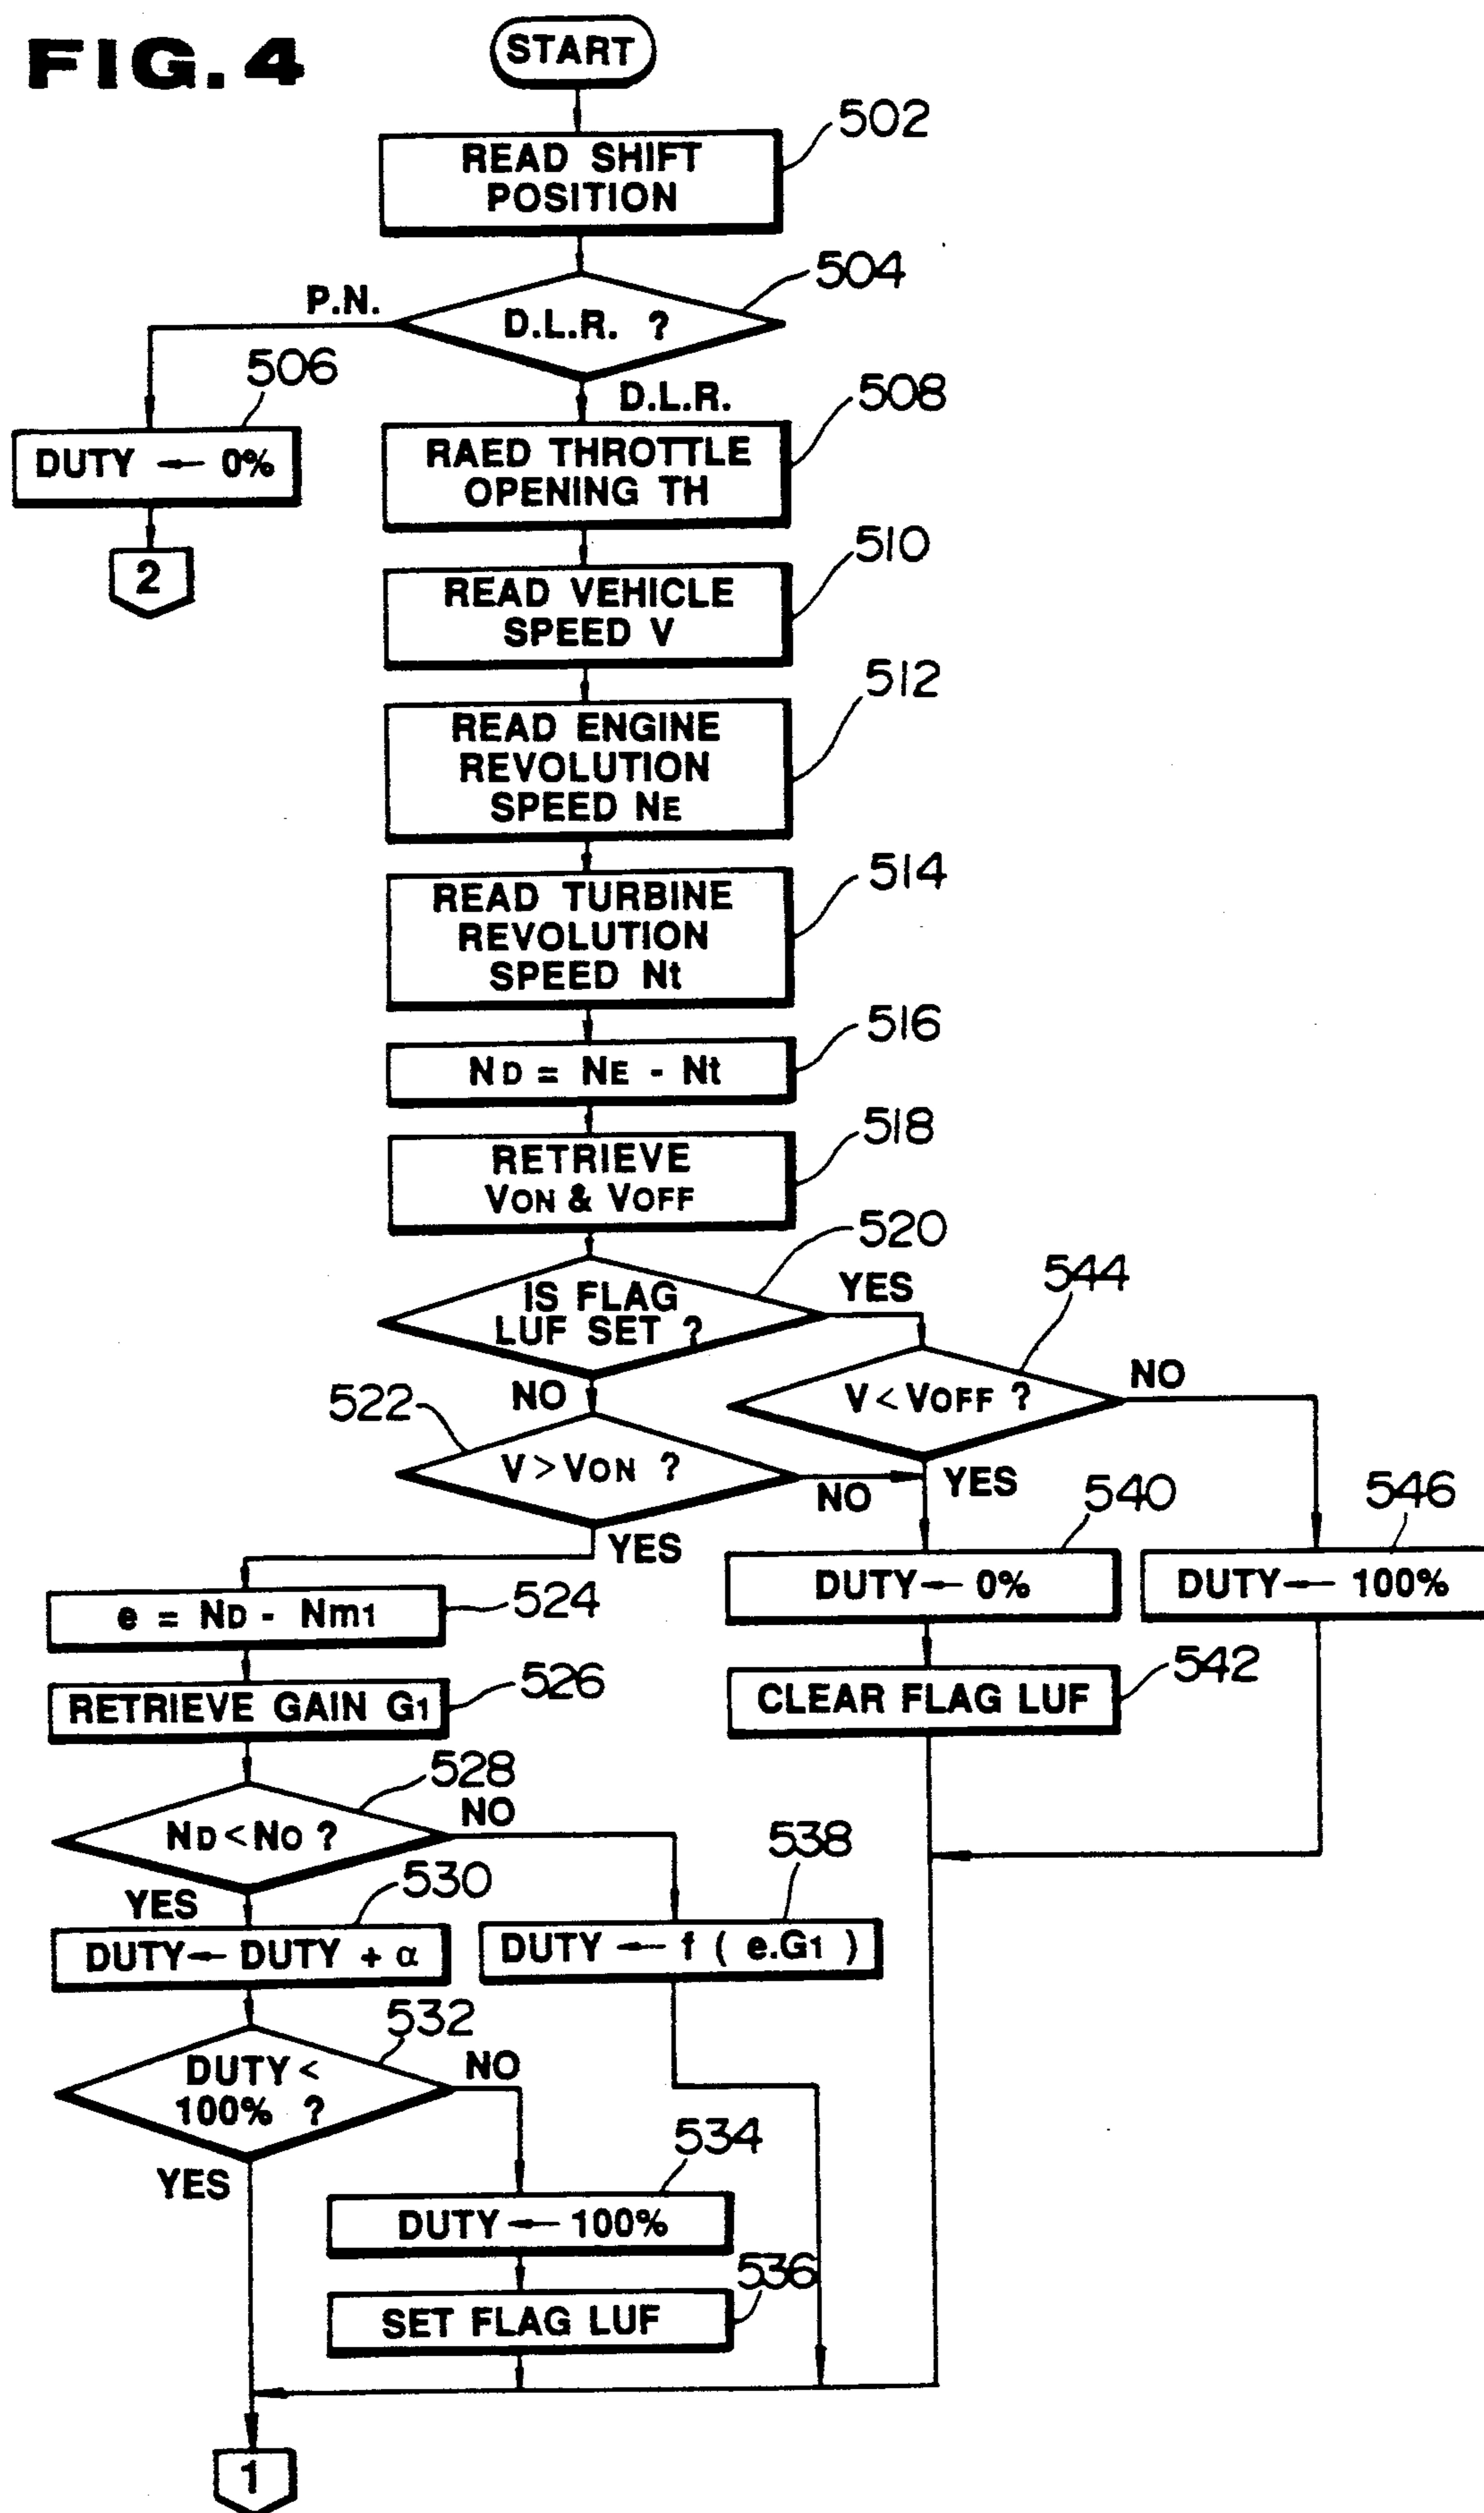 FIG. 4
START
502
READ SHIFT
POSITION
504
P.N.
D.L.R. ?
506
D.L.R.
508
DUTY ← 0%
RAED THROTTLE
OPENING TH
2
510
READ VEHICLE
SPEED V
512
READ ENGINE
REVOLUTION
SPEED NE
514
READ TURBINE
REVOLUTION
SPEED Nt
516
ND = NE - Nt
518
RETRIEVE
VON & VOFF
520
IS FLAG
LUF SET ?
YES
544
NO
522
V < VOFF ?
NO
V > VON ?
NO
YES
YES
540
546
DUTY ← 0%
DUTY ← 100%
e = ND - Nm1
524
542
CLEAR FLAG LUF
RETRIEVE GAIN G1
526
528
ND < NO ?
NO
538
YES
530
DUTY ← DUTY + α
DUTY ← f ( e.G1 )
532
DUTY <
100% ?
NO
534
YES
DUTY ← 100%
536
SET FLAG LUF
1